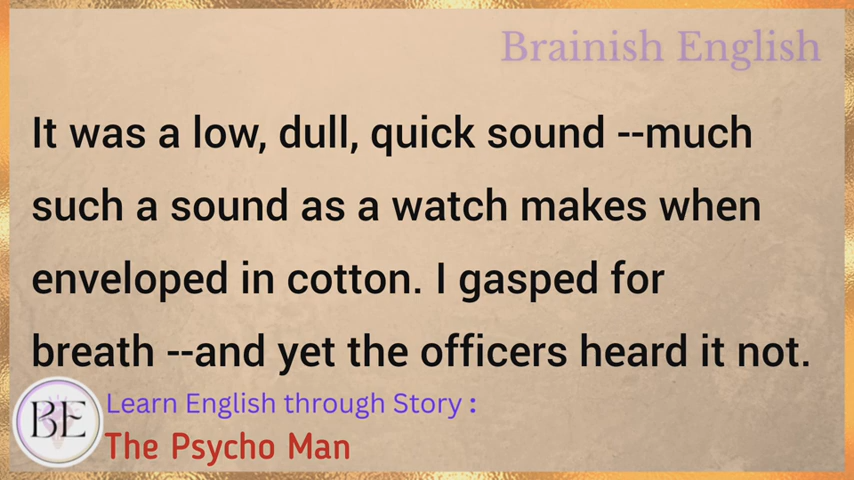 Brainish English
It was a low, dull, quick sound --much
such a sound as a watch makes when
enveloped in cotton. I gasped for
breath --and yet the officers heard it not.
BE
Learn English through Story :
The Psycho Man